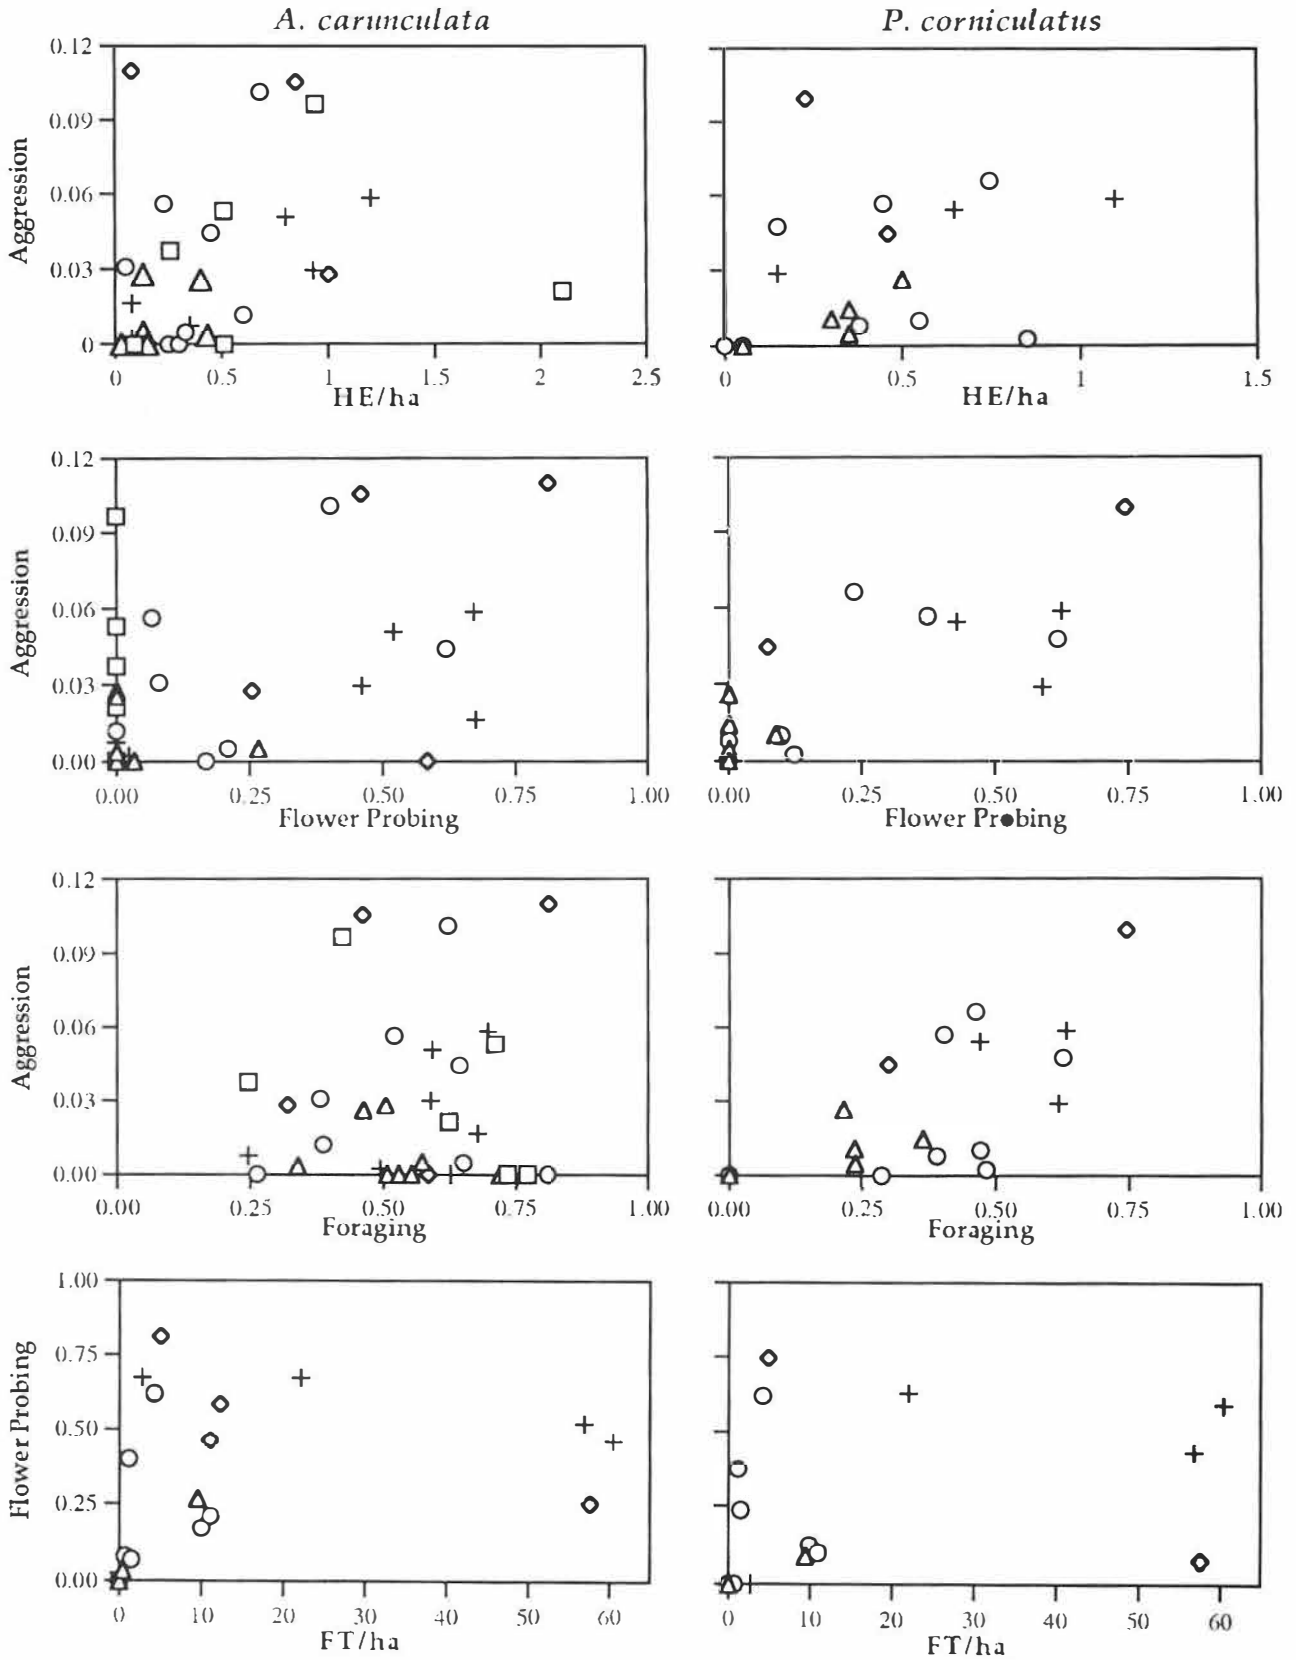 A. carunculata
P. corniculatus
0.12
0.09
0.06
0.03
0
Aggression
0 0.5 1 1.5 2 2.5
HE/ha
0 0.5 1 1.5
HE/ha
0.12
0.09
0.06
0.03
0.00
Aggression
0.00 0.25 0.50 0.75 1.00
Flower Probing
0.00 0.25 0.50 0.75 1.00
Flower Probing
0.12
0.09
0.06
0.03
0.00
Aggression
0.00 0.25 0.50 0.75 1.00
Foraging
0.00 0.25 0.50 0.75 1.00
Foraging
1.00
0.75
0.50
0.25
0.00
Flower Probing
0 10 20 30 40 50 60
FT/ha
0 10 20 30 40 50 60
FT/ha